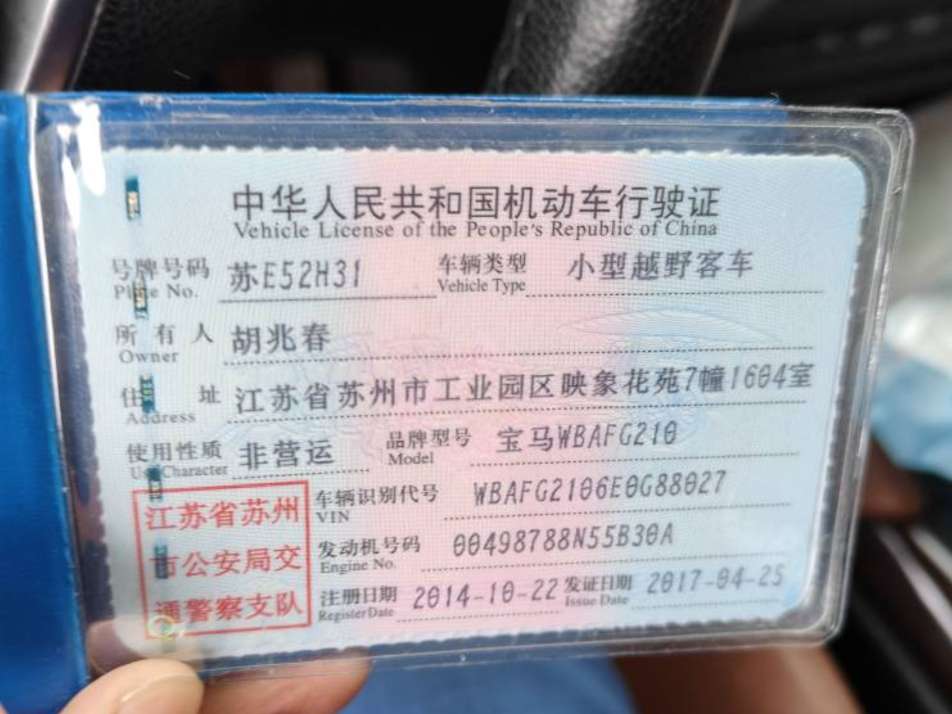 中华人民共和国机动车行驶证
Vehicle License of the People's Republic of China
号牌号码 苏E52H31 车辆类型 小型越野客车
Plate No. Vehicle Type
所有人 胡兆春
Owner
住址 江苏省苏州市工业园区映象花苑7幢1604室
Address
使用性质 非营运 品牌型号 宝马WBAFG210
Use Character Model
车辆识别代号 WBAFG2106E0G88027
VIN
发动机号码 00498788N55B30A
Engine No.
注册日期 2014-10-22 发证日期 2017-04-25
Register Date Issue Date
江苏省苏州
市公安局交
通警察支队